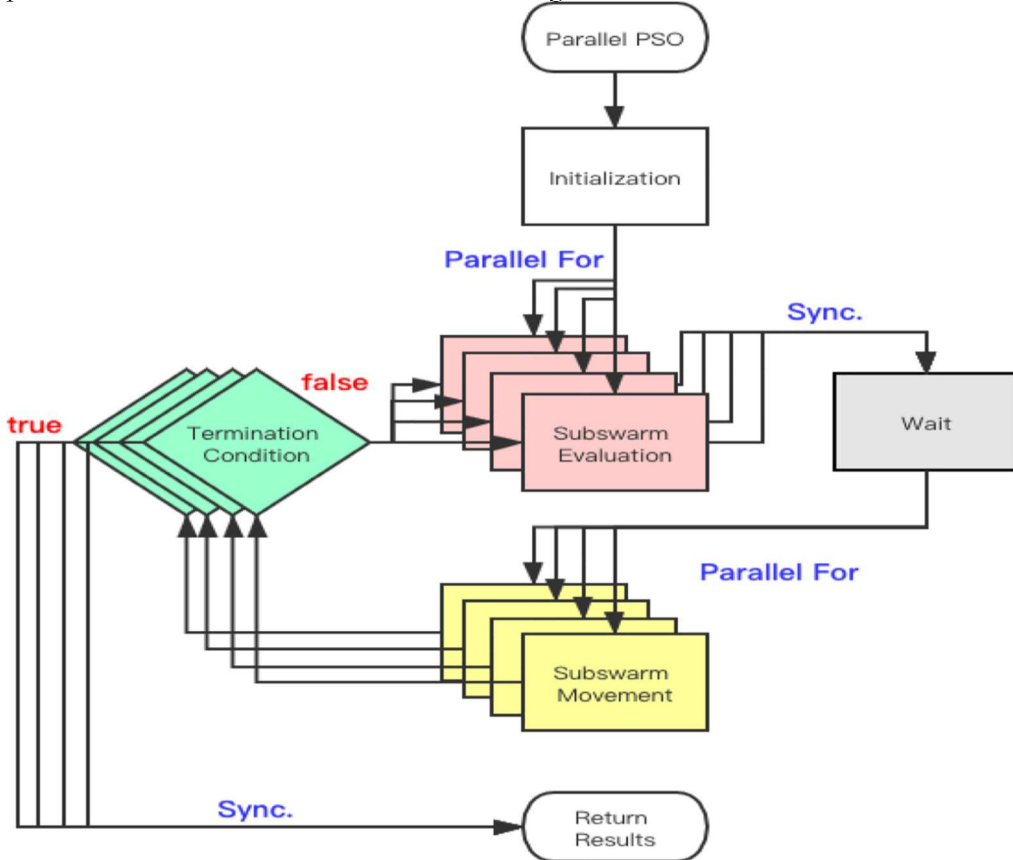 Parallel PSO
Initialization
Parallel For
Sync.
false
true
Termination
Condition
Subswarm
Evaluation
Wait
Parallel For
Subswarm
Movement
Sync.
Return
Results